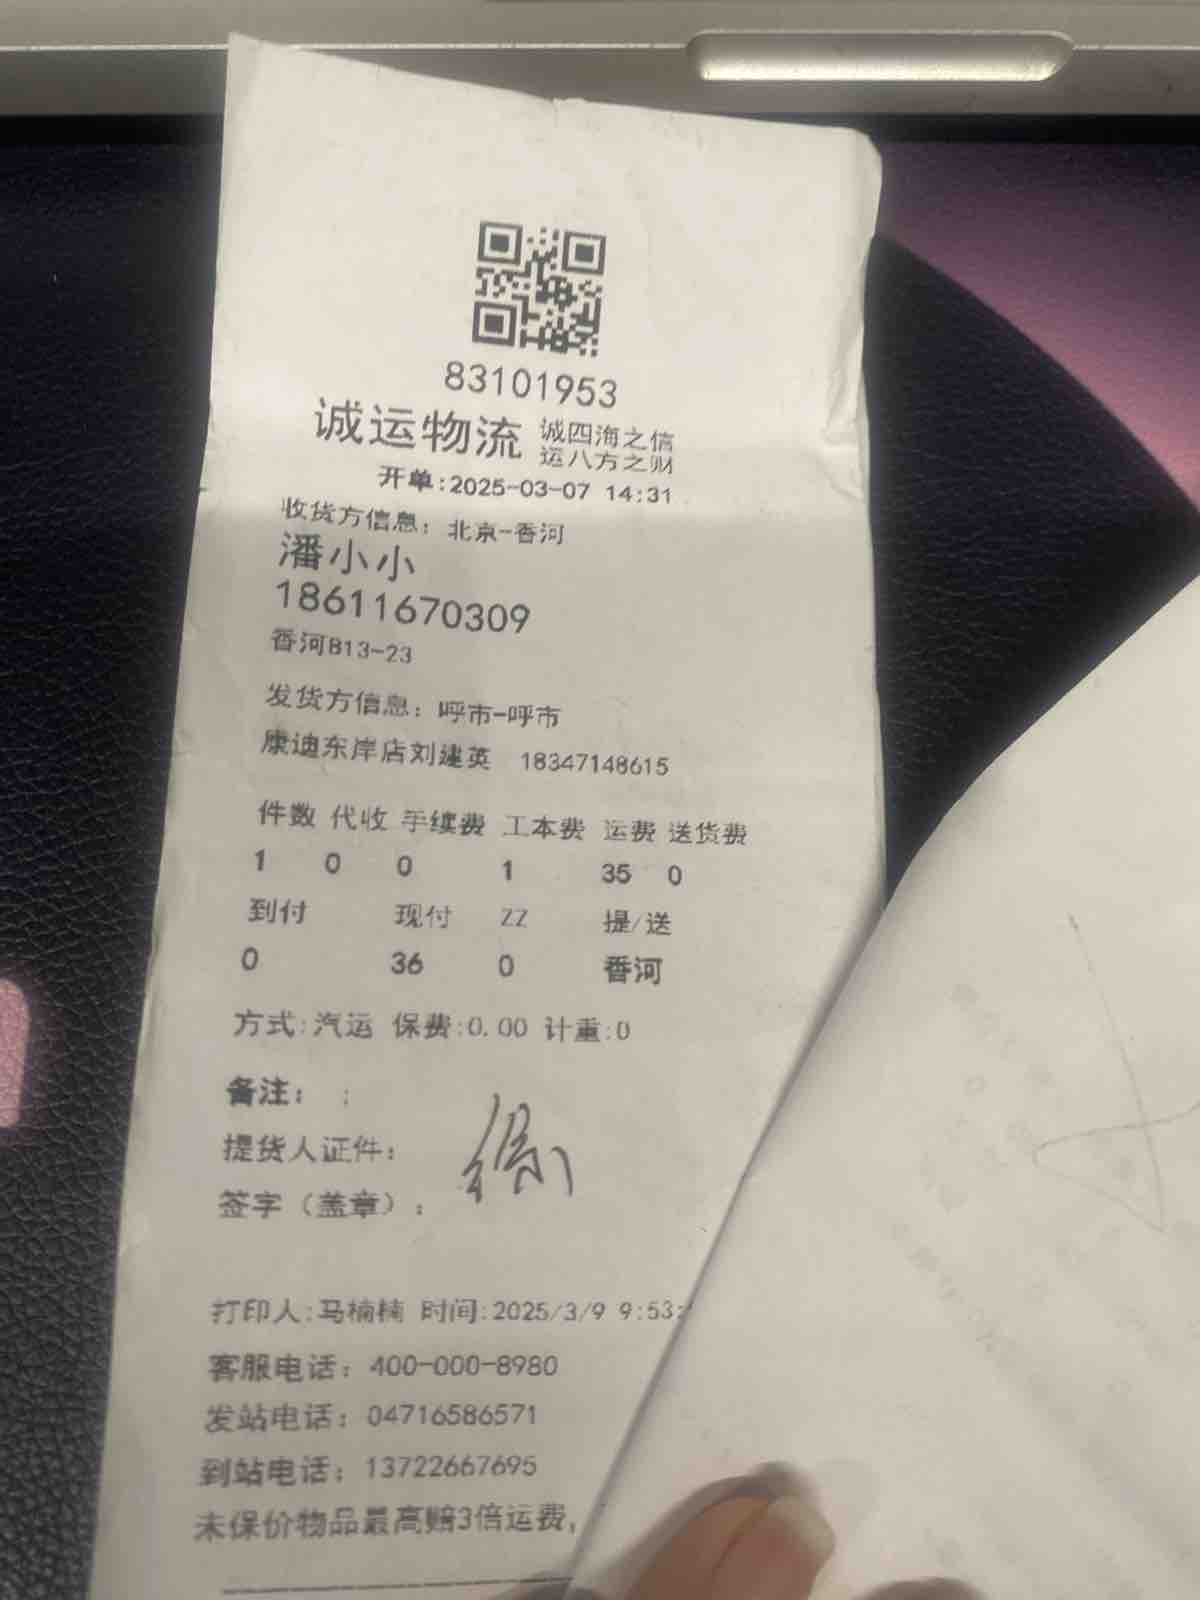 83101953
诚运物流 诚四海之信
运八方之财
开单:2025-03-07 14:31
收货方信息: 北京-香河
潘小小
18611670309
香河B13-23
发货方信息: 呼市-呼市
康迪东岸店刘建英 18347148615
件数 代收 手续费 工本费 运费 送货费
1 0 0 1 35 0
到付 现付 ZZ 提/送
0 36 0 香河
方式:汽运 保费:0.00 计重:0
备注: ;
提货人证件:
签字（盖章）:
打印人:马楠楠 时间:2025/3/9 9:53:
客服电话: 400-000-8980
发站电话: 04716586571
到站电话: 13722667695
未保价物品最高赔3倍运费,